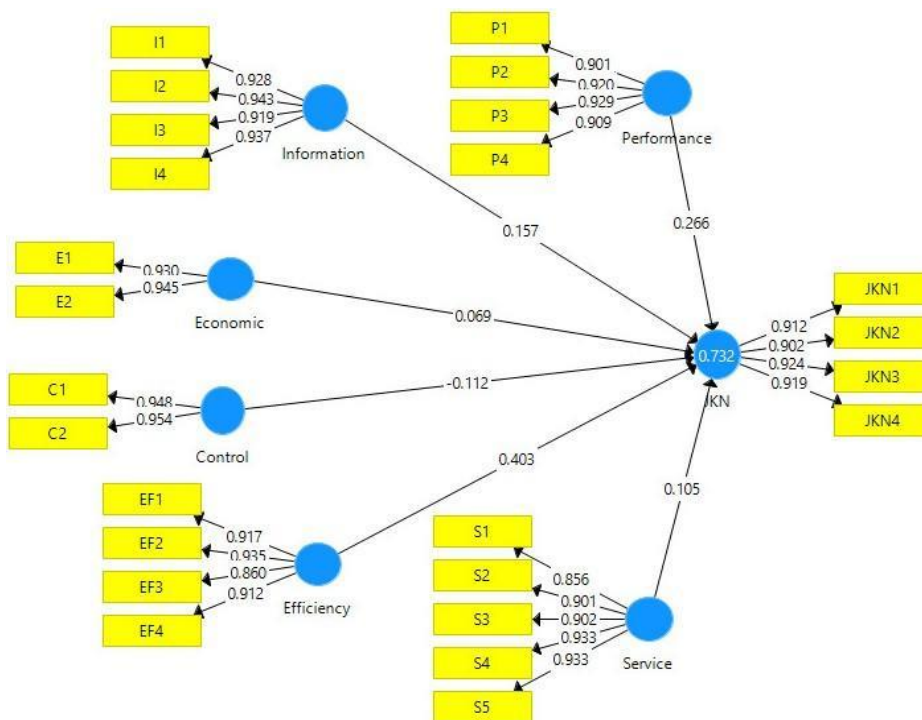 I1
I2
I3
I4
0.928
0.943
0.919
0.937
Information
P1
P2
P3
P4
0.901
0.920
0.929
0.909
Performance
0.157
0.266
E1
E2
0.930
0.945
Economic
0.069
C1
C2
0.948
0.954
Control
-0.112
0.732
JKN
0.912
0.902
0.924
0.919
JKN1
JKN2
JKN3
JKN4
EF1
EF2
EF3
EF4
0.917
0.935
0.860
0.912
Efficiency
0.403
S1
S2
S3
S4
S5
0.856
0.901
0.902
0.933
0.933
Service
0.105